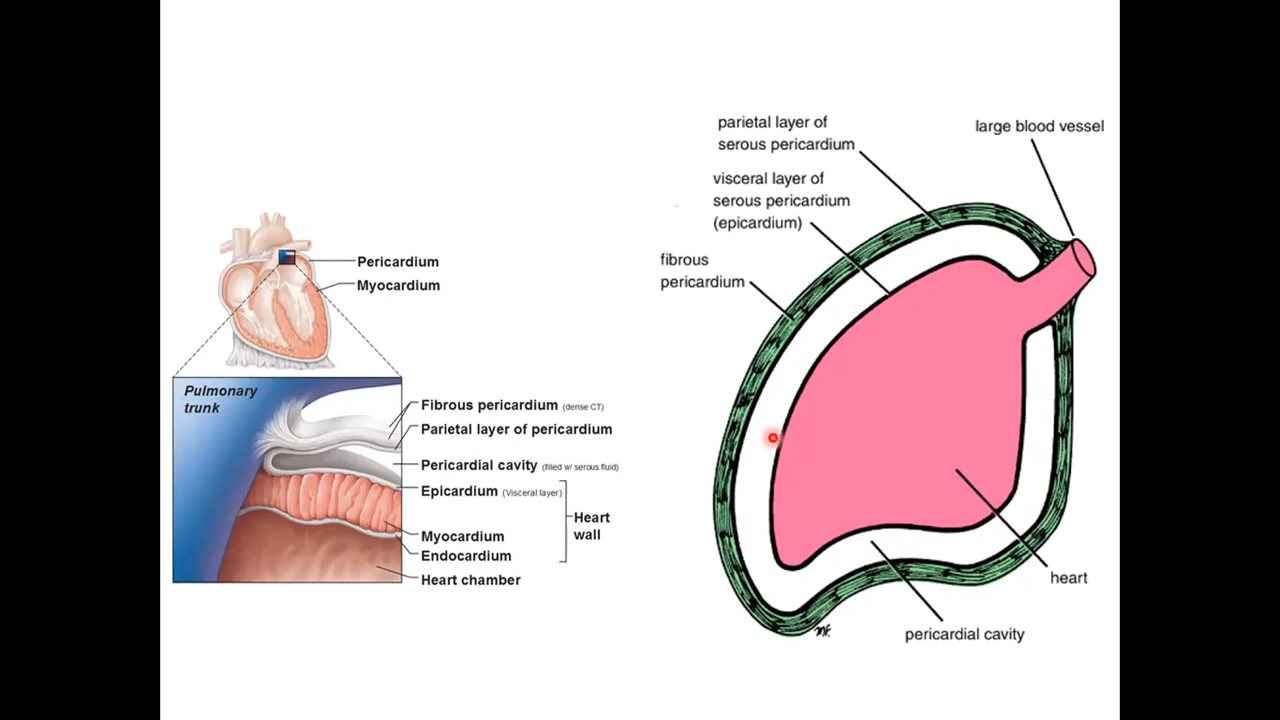 Pericardium
Myocardium
Pulmonary
trunk
Fibrous pericardium (dense CT)
Parietal layer of pericardium
Pericardial cavity (filled w/ serous fluid)
Epicardium (Visceral layer)
Heart
wall
Myocardium
Endocardium
Heart chamber
parietal layer of
serous pericardium
large blood vessel
visceral layer of
serous pericardium
(epicardium)
fibrous
pericardium
heart
pericardial cavity